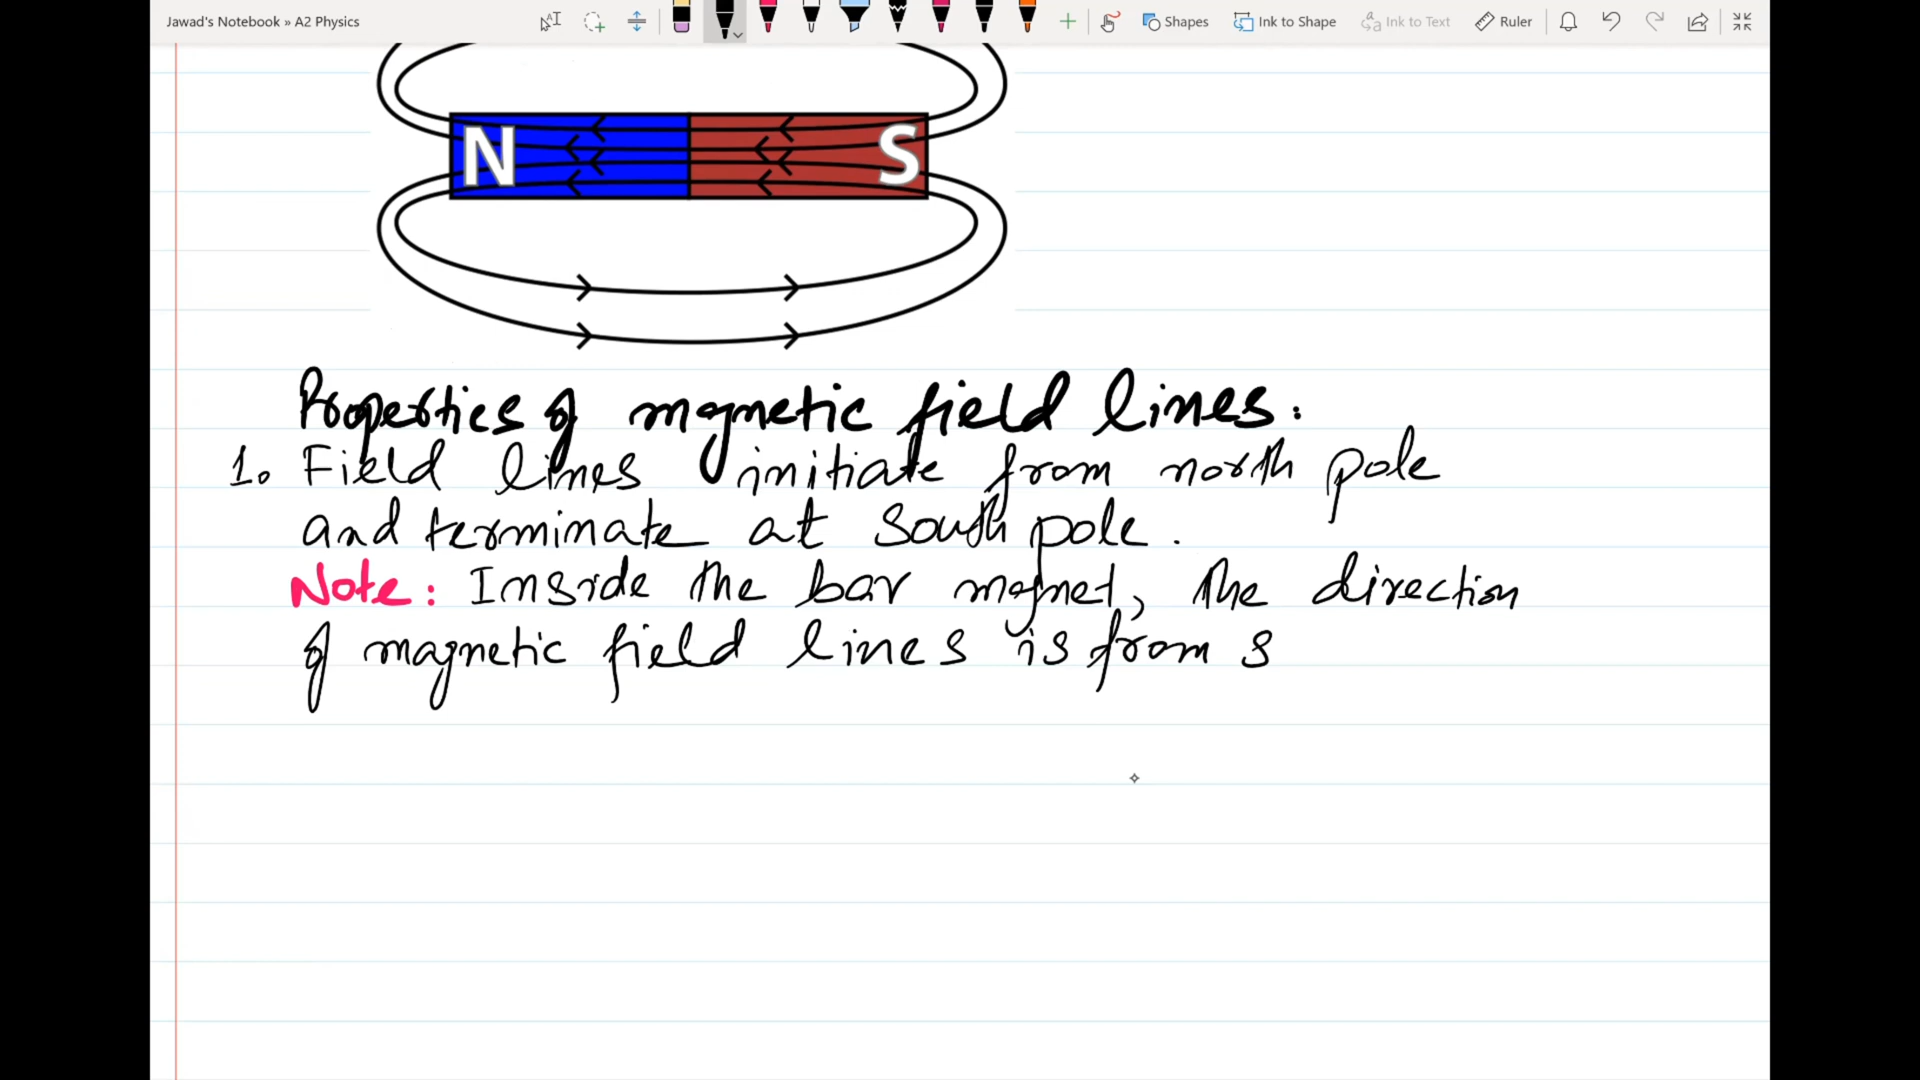 Jawad's Notebook » A2 Physics
Shapes
Ink to Shape
Ink to Text
Ruler
N S
Properties of magnetic field lines:
1. Field lines initiate from north pole
and terminate at South pole.
Note: Inside the bar magnet, the direction
of magnetic field lines is from s